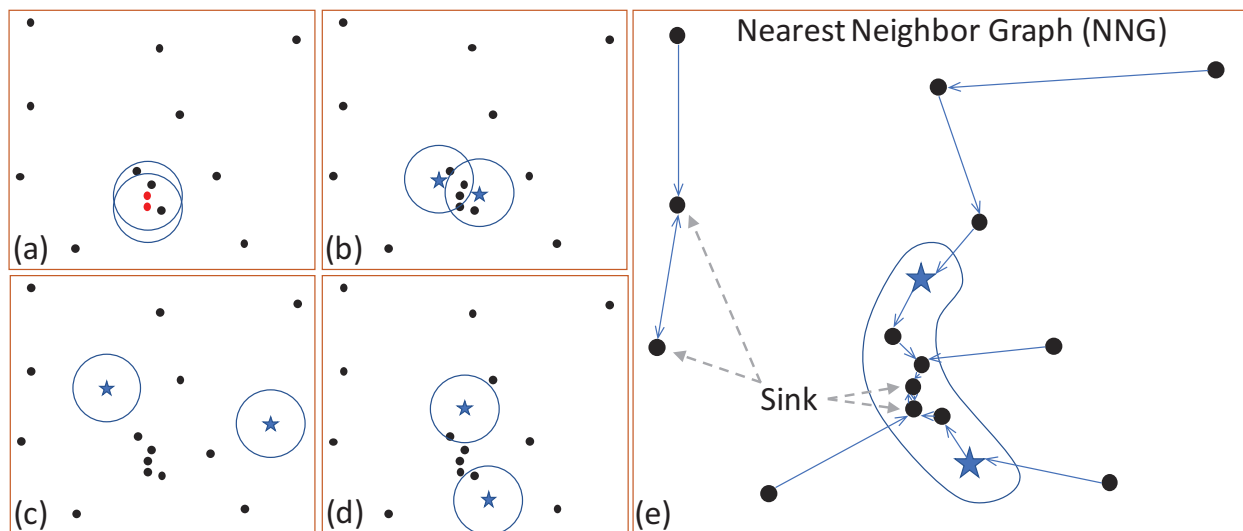 (a)
(b)
(c)
(d)
Nearest Neighbor Graph (NNG)
Sink
(e)